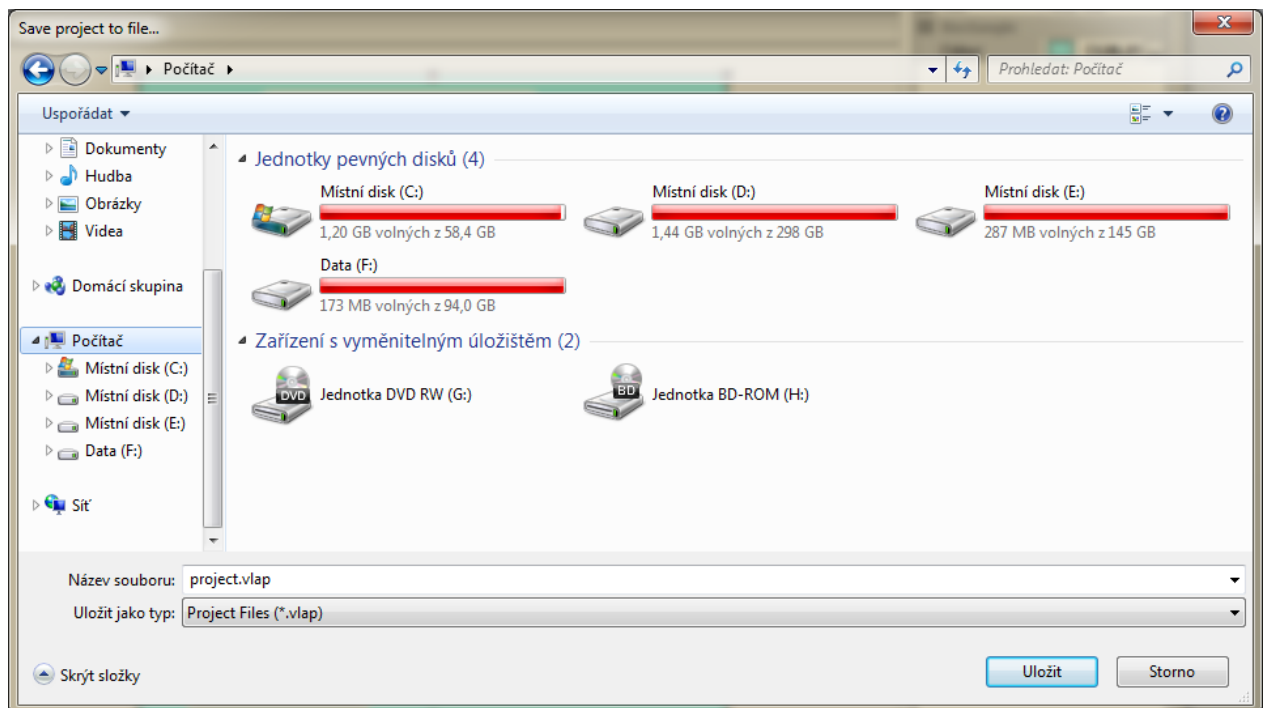 Save project to file...
Počítač
Prohledat: Počítač
Uspořádat
Dokumenty
Hudba
Obrázky
Videa
Domácí skupina
Počítač
Místní disk (C:)
Místní disk (D:)
Místní disk (E:)
Data (F:)
Síť
Jednotky pevných disků (4)
Místní disk (C:)
1,20 GB volných z 58,4 GB
Místní disk (D:)
1,44 GB volných z 298 GB
Místní disk (E:)
287 MB volných z 145 GB
Data (F:)
173 MB volných z 94,0 GB
Zařízení s vyměnitelným úložištěm (2)
DVD
Jednotka DVD RW (G:)
BD
Jednotka BD-ROM (H:)
Název souboru: project.vlap
Uložit jako typ: Project Files (*.vlap)
Skrýt složky
Uložit
Storno